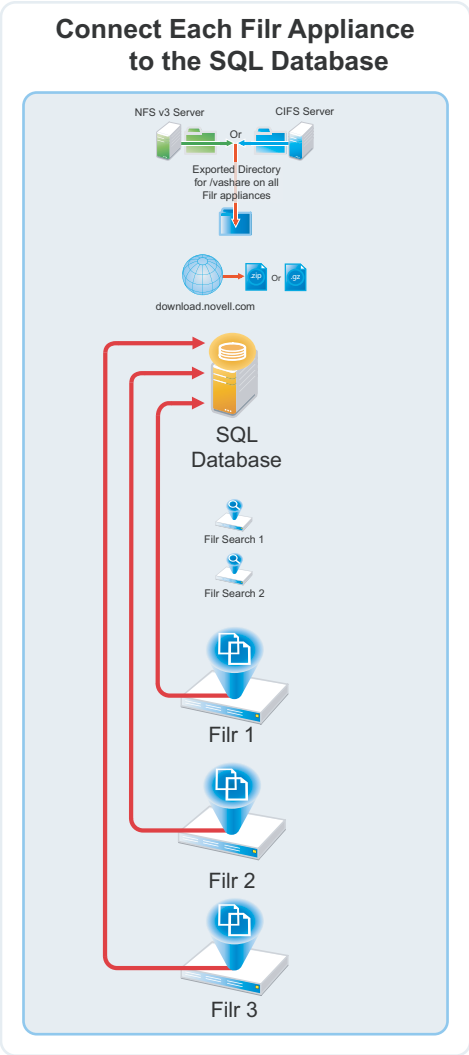 Connect Each Filr Appliance
to the SQL Database
NFS v3 Server
CIFS Server
Or
Exported Directory
for /vashare on all
Filr appliances
.zip
Or
.gz
download.novell.com
SQL
Database
Filr Search 1
Filr Search 2
Filr 1
Filr 2
Filr 3